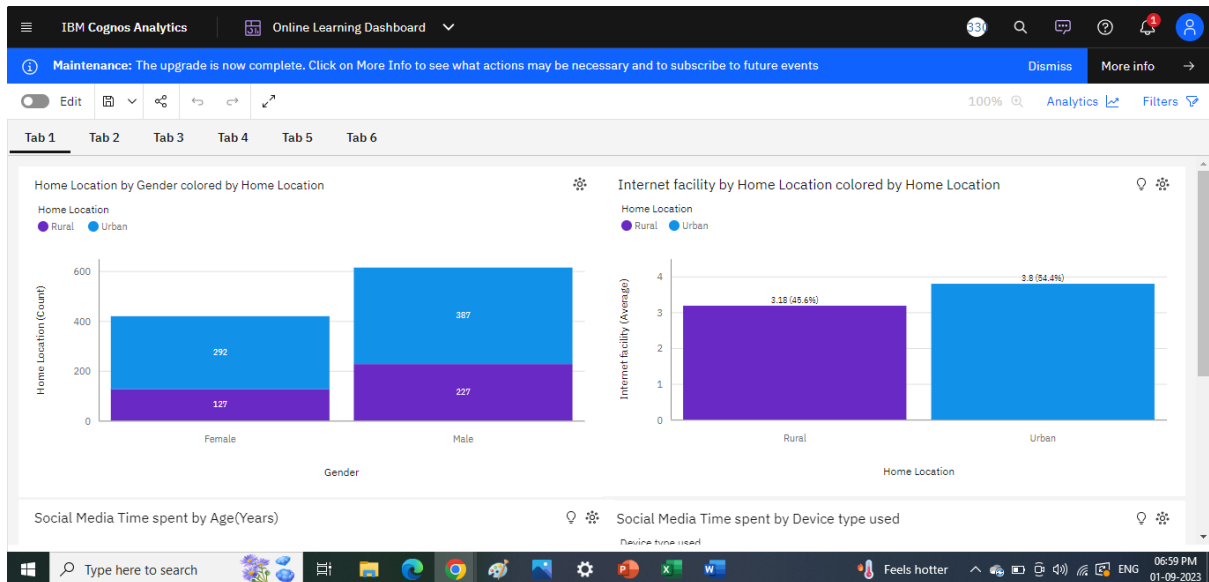 IBM Cognos Analytics
Online Learning Dashboard
330
1
Maintenance: The upgrade is now complete. Click on More Info to see what actions may be necessary and to subscribe to future events
Dismiss
More info
Edit
100%
Analytics
Filters
Tab 1 Tab 2 Tab 3 Tab 4 Tab 5 Tab 6
Home Location by Gender colored by Home Location
Home Location
Rural Urban
Home Location (Count)
600
400
200
0
387
292
227
127
Female Male
Gender
Internet facility by Home Location colored by Home Location
Home Location
Rural Urban
Internet facility (Average)
4
3
2
1
0
3.18 (45.6%)
3.8 (54.4%)
Rural Urban
Home Location
Social Media Time spent by Age(Years)
Social Media Time spent by Device type used
Device type used
Type here to search
Feels hotter
ENG
06:59 PM
01-09-2023